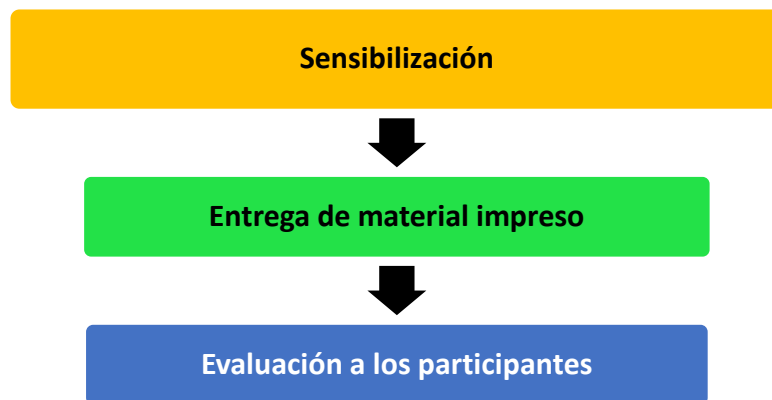 Sensibilización
Entrega de material impreso
Evaluación a los participantes